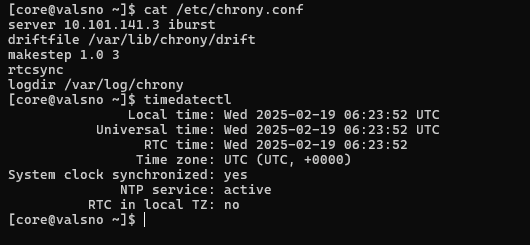 [core@valsno ~]$ cat /etc/chrony.conf
server 10.101.141.3 iburst
driftfile /var/lib/chrony/drift
makestep 1.0 3
rtcsync
logdir /var/log/chrony
[core@valsno ~]$ timedatectl
               Local time: Wed 2025-02-19 06:23:52 UTC
           Universal time: Wed 2025-02-19 06:23:52 UTC
                 RTC time: Wed 2025-02-19 06:23:52
                Time zone: UTC (UTC, +0000)
System clock synchronized: yes
              NTP service: active
          RTC in local TZ: no
[core@valsno ~]$